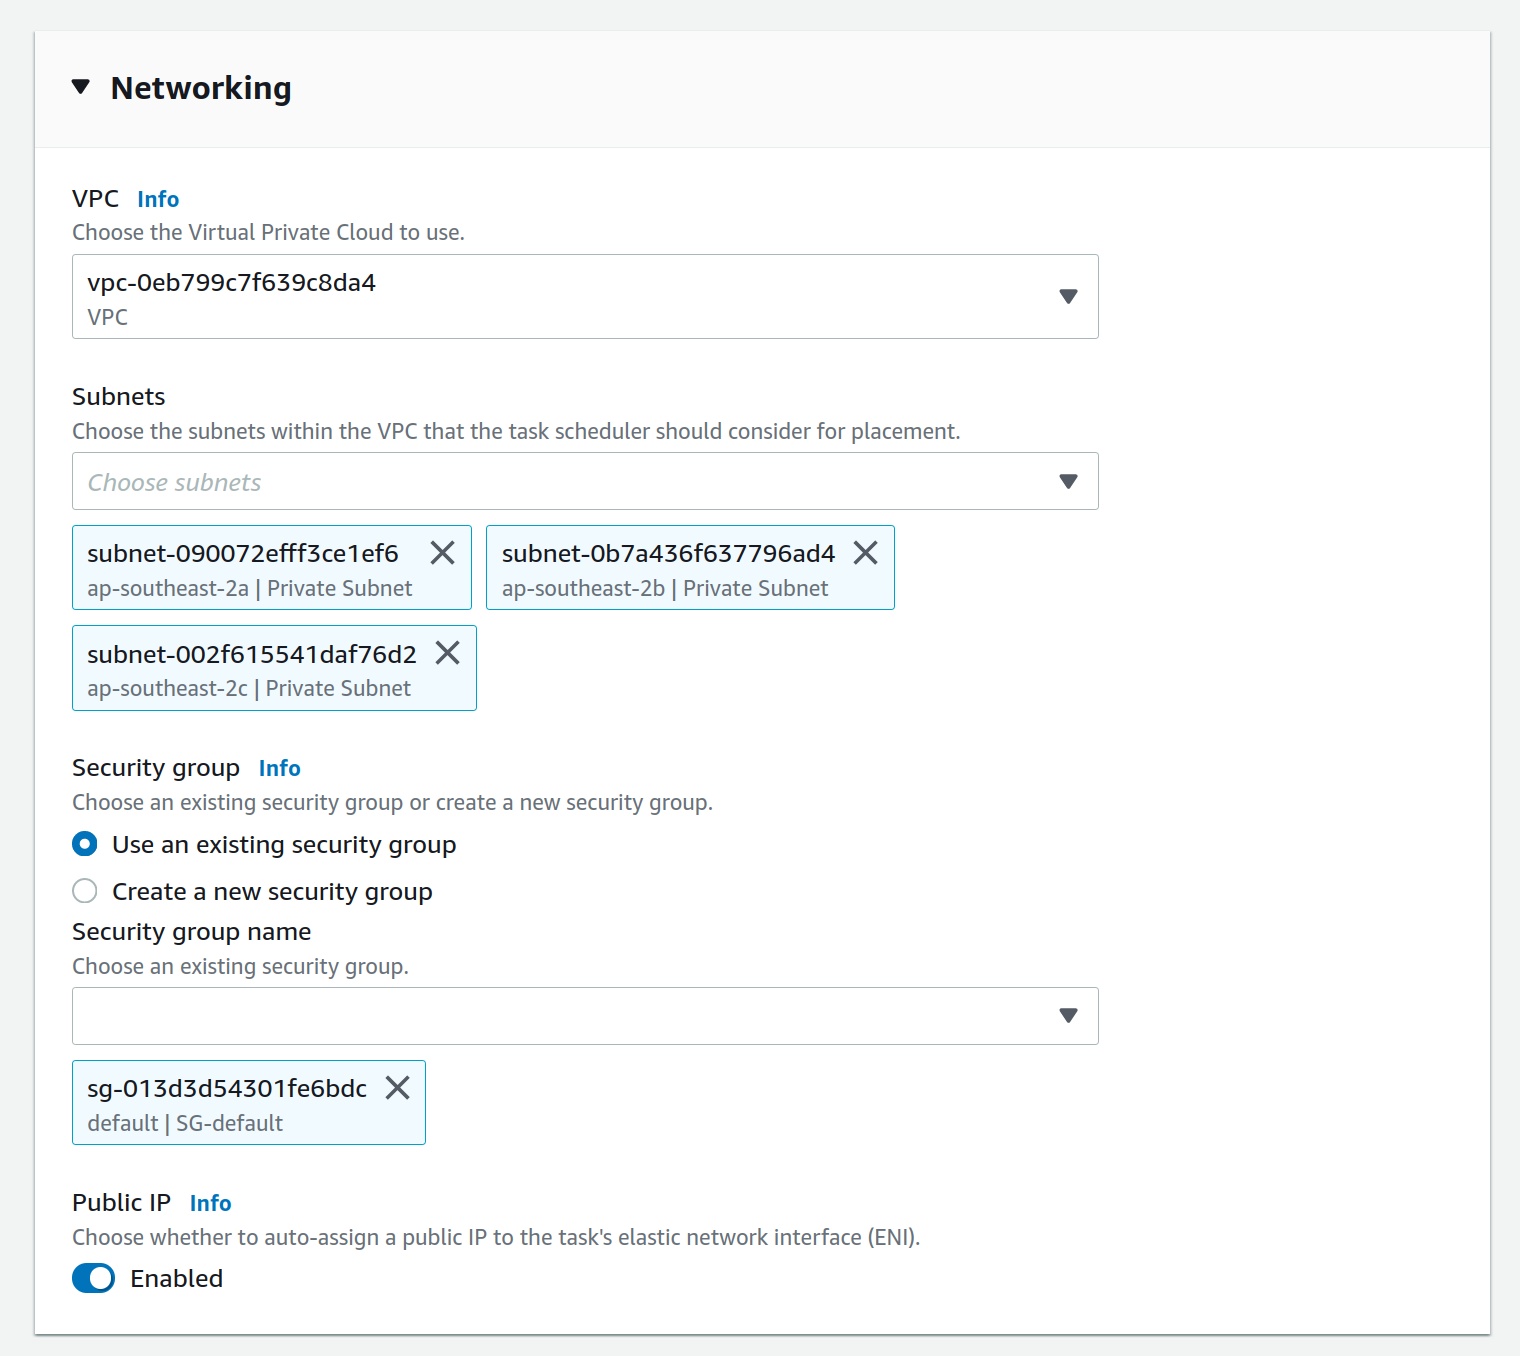 Networking
VPC Info
Choose the Virtual Private Cloud to use.
vpc-0eb799c7f639c8da4
VPC
Subnets
Choose the subnets within the VPC that the task scheduler should consider for placement.
Choose subnets
subnet-090072efff3ce1ef6 subnet-0b7a436f637796ad4
ap-southeast-2a | Private Subnet ap-southeast-2b | Private Subnet
subnet-002f615541daf76d2
ap-southeast-2c | Private Subnet
Security group Info
Choose an existing security group or create a new security group.
Use an existing security group
Create a new security group
Security group name
Choose an existing security group.
sg-013d3d54301fe6bdc
default | SG-default
Public IP Info
Choose whether to auto-assign a public IP to the task's elastic network interface (ENI).
Enabled